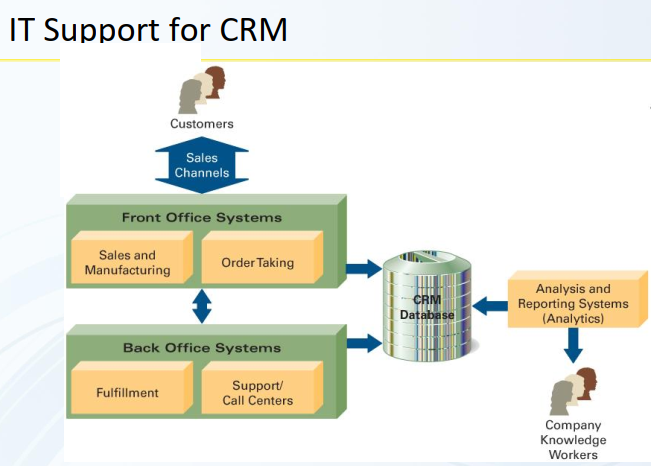 IT Support for CRM
Customers
Sales
Channels
Front Office Systems
Sales and
Manufacturing
Order Taking
Back Office Systems
Fulfillment
Support/
Call Centers
CRM
Database
Analysis and
Reporting Systems
(Analytics)
Company
Knowledge
Workers